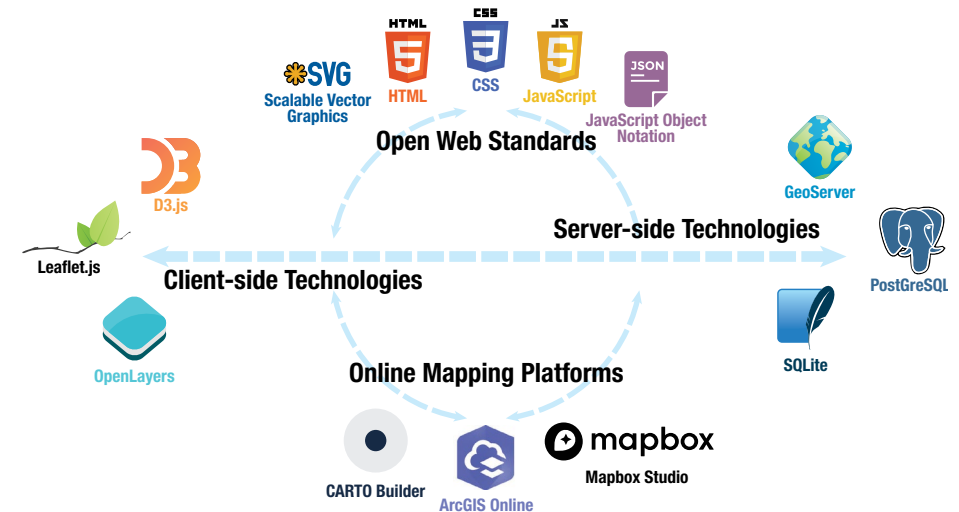 HTML
CSS
JS
SVG
JSON
Scalable Vector
Graphics
HTML
CSS
JavaScript
JavaScript Object
Notation
Open Web Standards
D3
D3.js
GeoServer
Server-side Technologies
Leaflet.js
Client-side Technologies
PostGreSQL
OpenLayers
SQLite
Online Mapping Platforms
mapbox
CARTO Builder
ArcGIS Online
Mapbox Studio